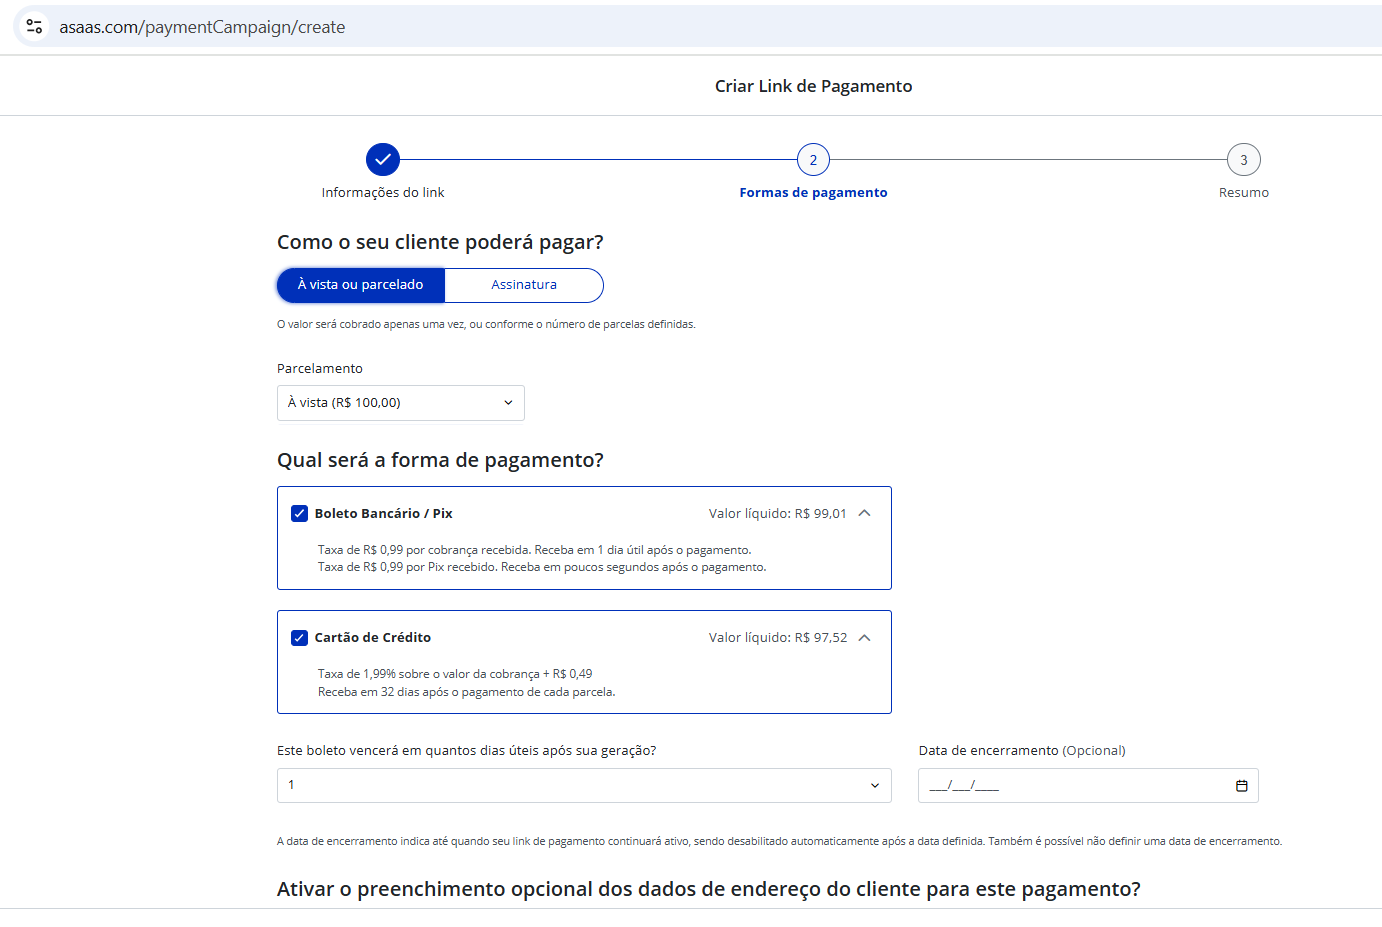 asaas.com/paymentCampaign/create
Criar Link de Pagamento
2
3
Informações do link
Formas de pagamento
Resumo
Como o seu cliente poderá pagar?
À vista ou parcelado
Assinatura
O valor será cobrado apenas uma vez, ou conforme o número de parcelas definidas.
Parcelamento
À vista (R$ 100,00)
Qual será a forma de pagamento?
Boleto Bancário / Pix
Valor líquido: R$ 99,01
Taxa de R$ 0,99 por cobrança recebida. Receba em 1 dia útil após o pagamento.
Taxa de R$ 0,99 por Pix recebido. Receba em poucos segundos após o pagamento.
Cartão de Crédito
Valor líquido: R$ 97,52
Taxa de 1,99% sobre o valor da cobrança + R$ 0,49
Receba em 32 dias após o pagamento de cada parcela.
Este boleto vencerá em quantos dias úteis após sua geração?
Data de encerramento (Opcional)
1
___/___/____
A data de encerramento indica até quando seu link de pagamento continuará ativo, sendo desabilitado automaticamente após a data definida. Também é possível não definir uma data de encerramento.
Ativar o preenchimento opcional dos dados de endereço do cliente para este pagamento?